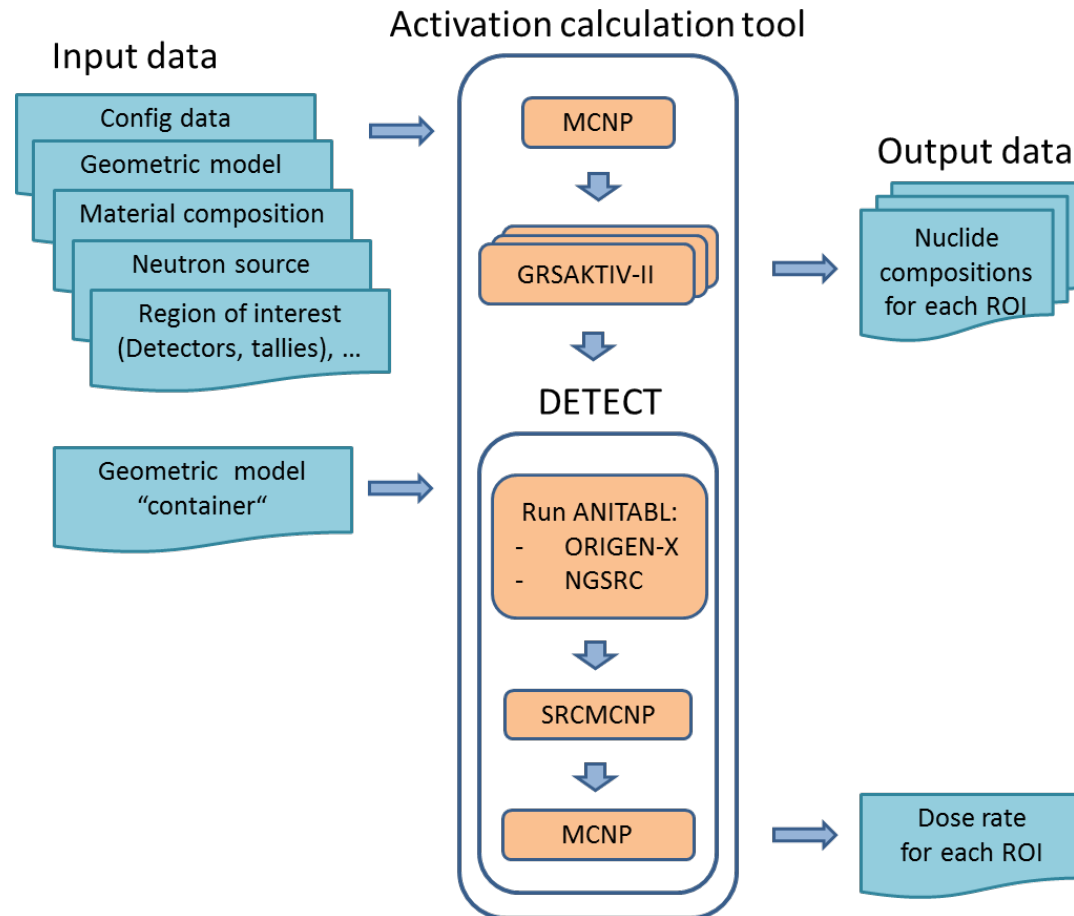 Activation calculation tool
Input data
Config data
Geometric model
Material composition
Neutron source
Region of interest
(Detectors, tallies), ...
Geometric model
“container“
MCNP
GRSAKTIV-II
DETECT
Run ANITABL:
- ORIGEN-X
- NGSRC
SRCMCNP
MCNP
Output data
Nuclide
compositions
for each ROI
Dose rate
for each ROI